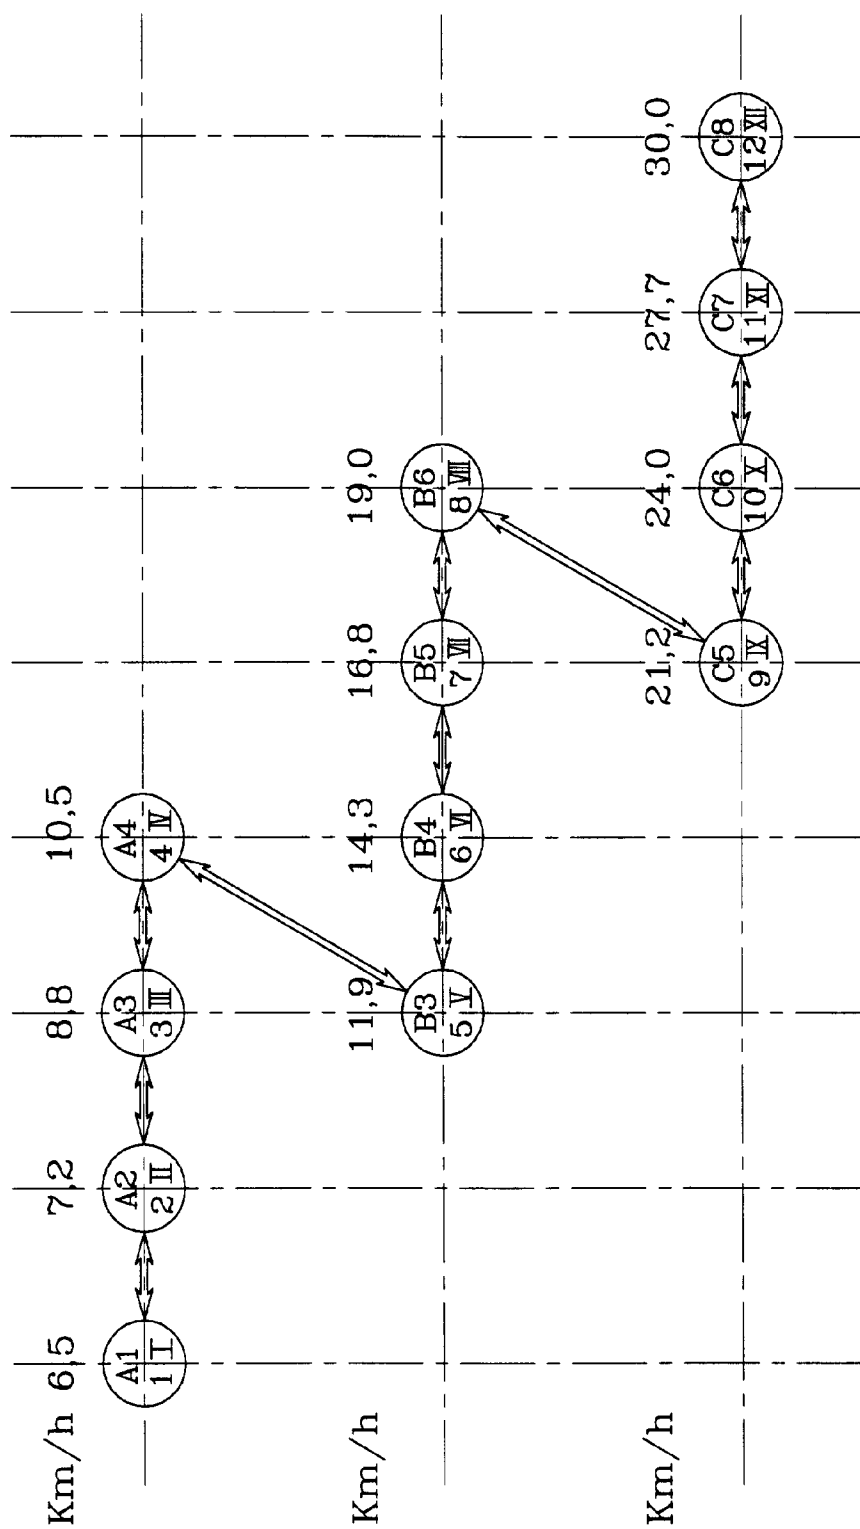 Km/h 6,5 7,2 8,8 10,5
A1 A2 A3 A4
1 I 2 II 3 III 4 IV
Km/h 11,9 14,3 16,8 19,0
B3 B4 B5 B6
5 V 6 VI 7 VII 8 VIII
Km/h 21,2 24,0 27,7 30,0
C5 C6 C7 C8
9 IX 10 X 11 XI 12 XII